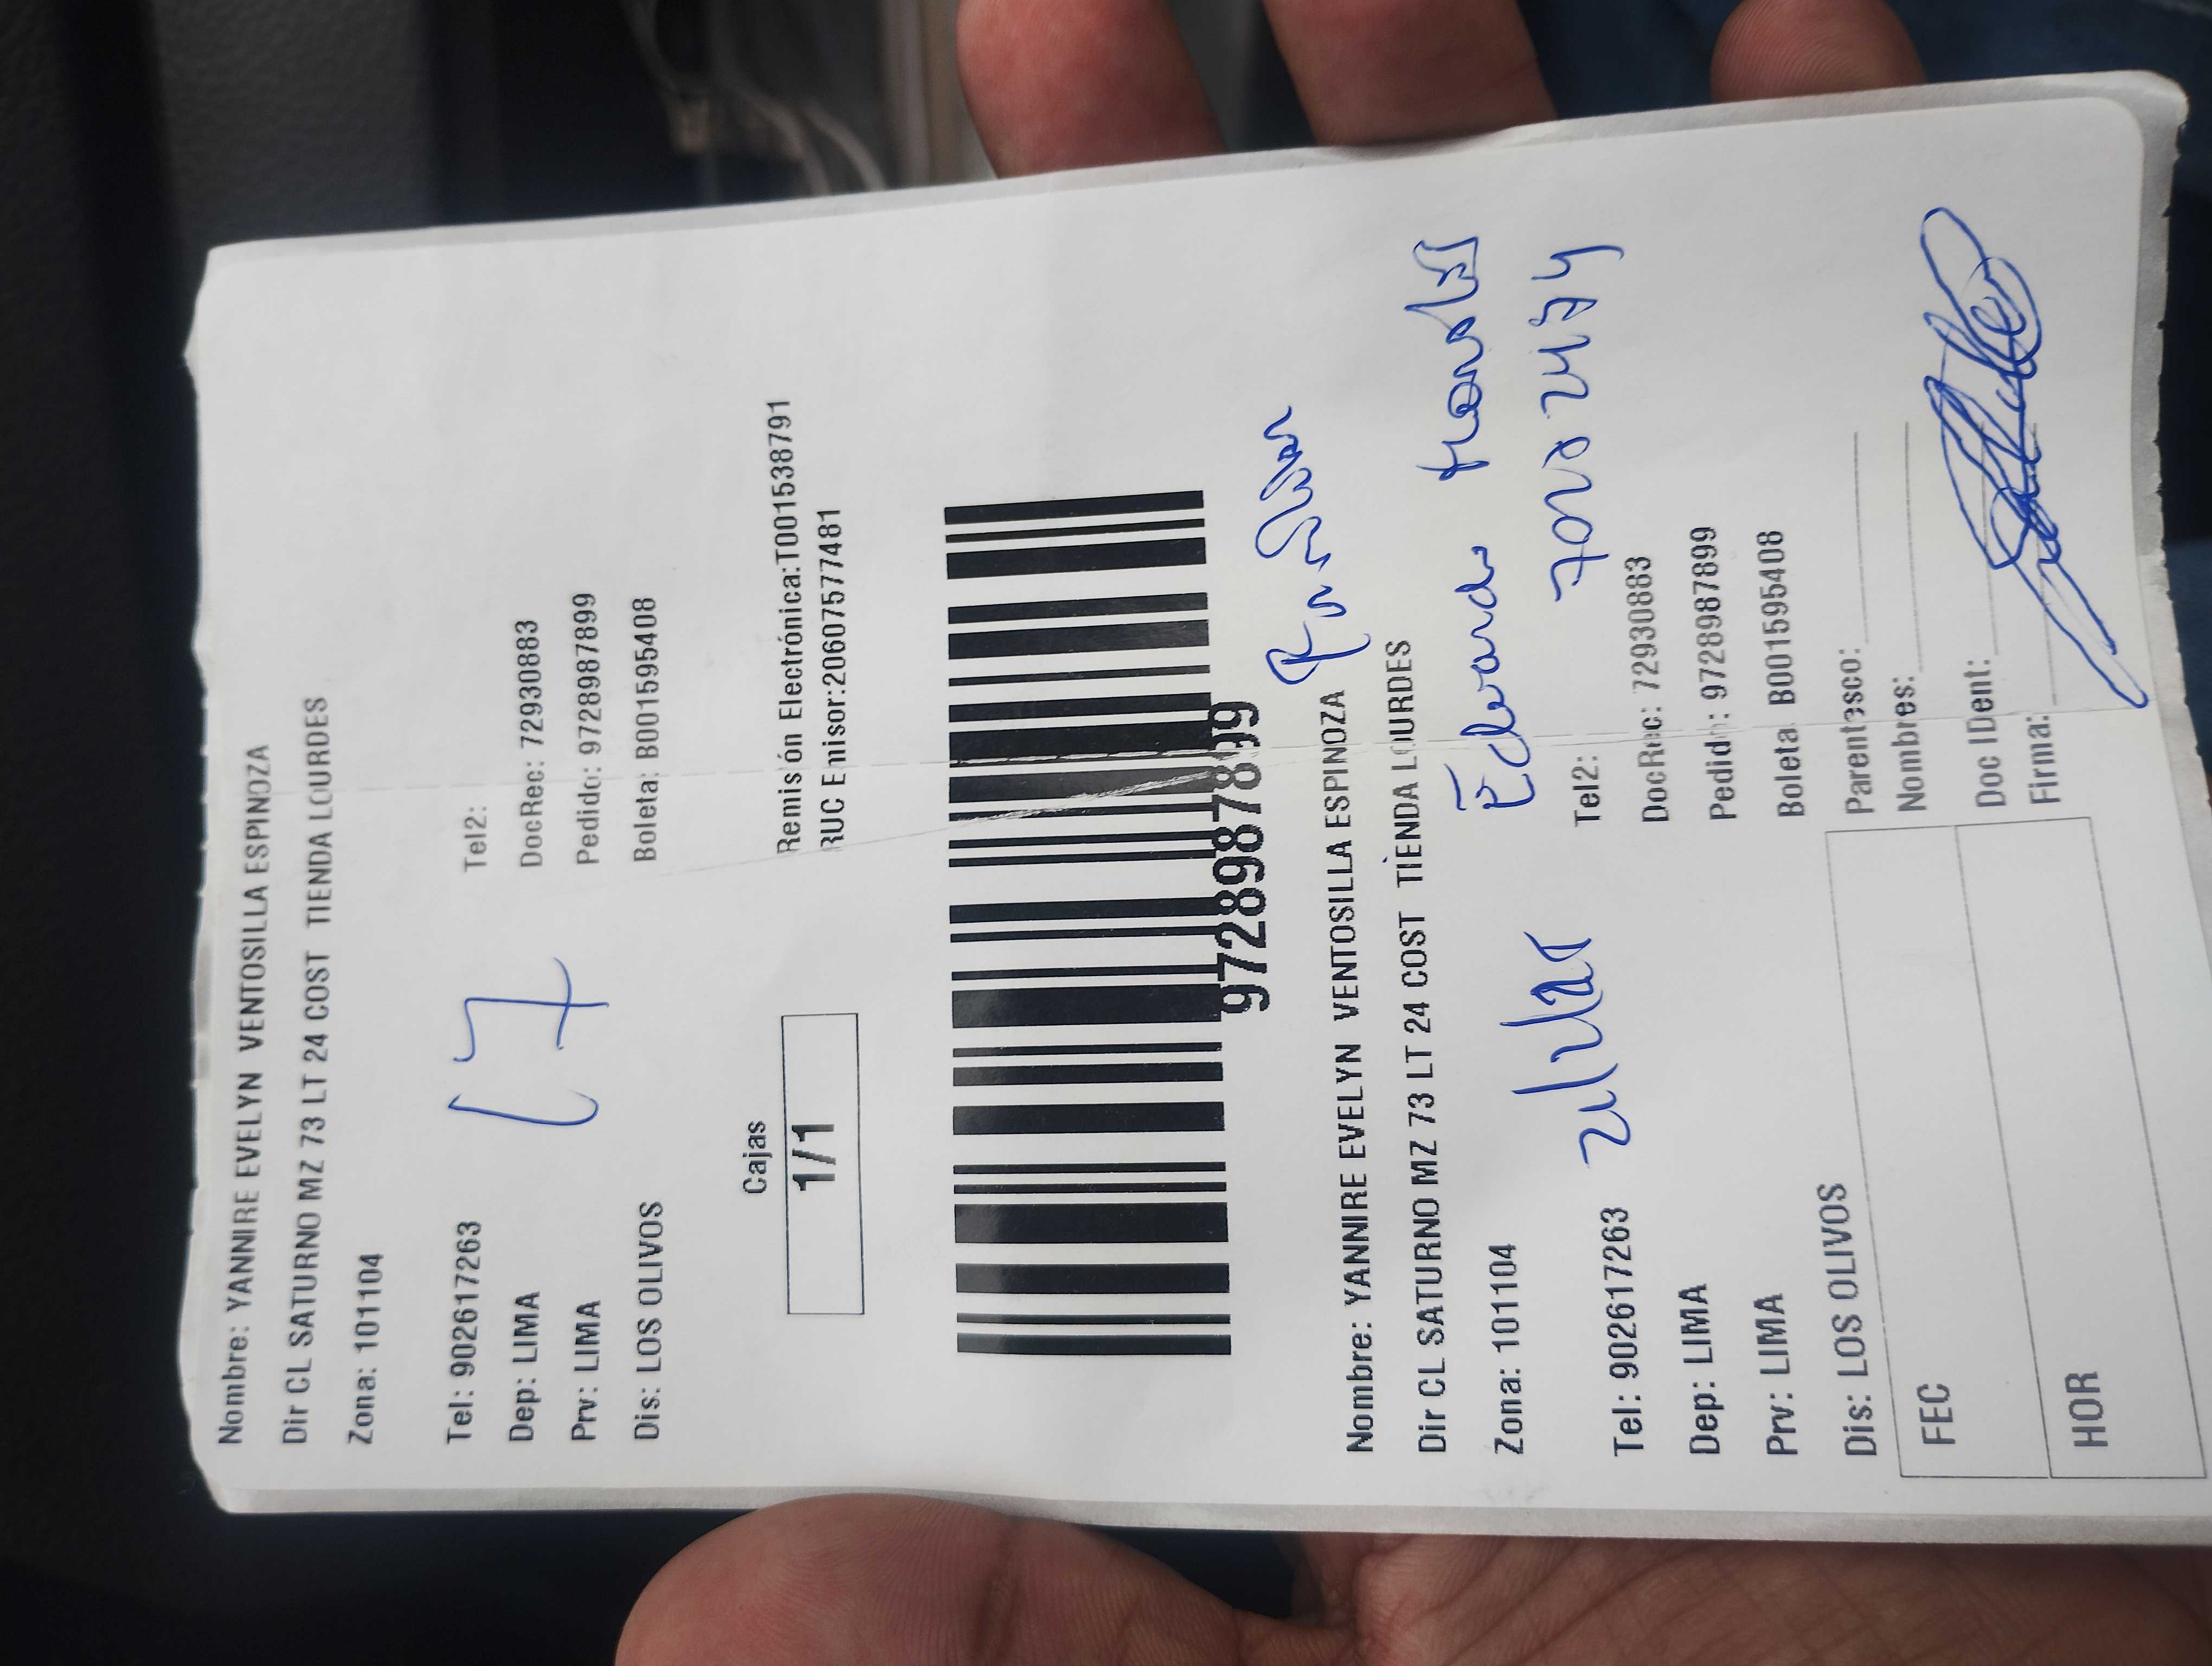 Nombre: YANNIRE EVELYN VENTOSILLA ESPINOZA
Dir CL SATURNO MZ 73 LT 24 COST TIENDA LOURDES
Zona: 101104
Tel: 902617263 Tel2:
Dep: LIMA DocRec: 72930883
Prv: LIMA Pedido: 9728987899
Dis: LOS OLIVOS Boleta: B001595408
Cajas
1/1
Remisión Electrónica:T001538791
RUC Emisor:20607577481
9728987899
Nombre: YANNIRE EVELYN VENTOSILLA ESPINOZA
Dir CL SATURNO MZ 73 LT 24 COST TIENDA LOURDES
Zona: 101104
Eduardo
Tel: 902617263 Tel2:
Dep: LIMA DocRec: 72930883
Prv: LIMA Pedido: 9728987899
Dis: LOS OLIVOS Boleta: B001595408
FEC
HOR
Parentesco:
Nombres:
Doc IDent:
Firma: